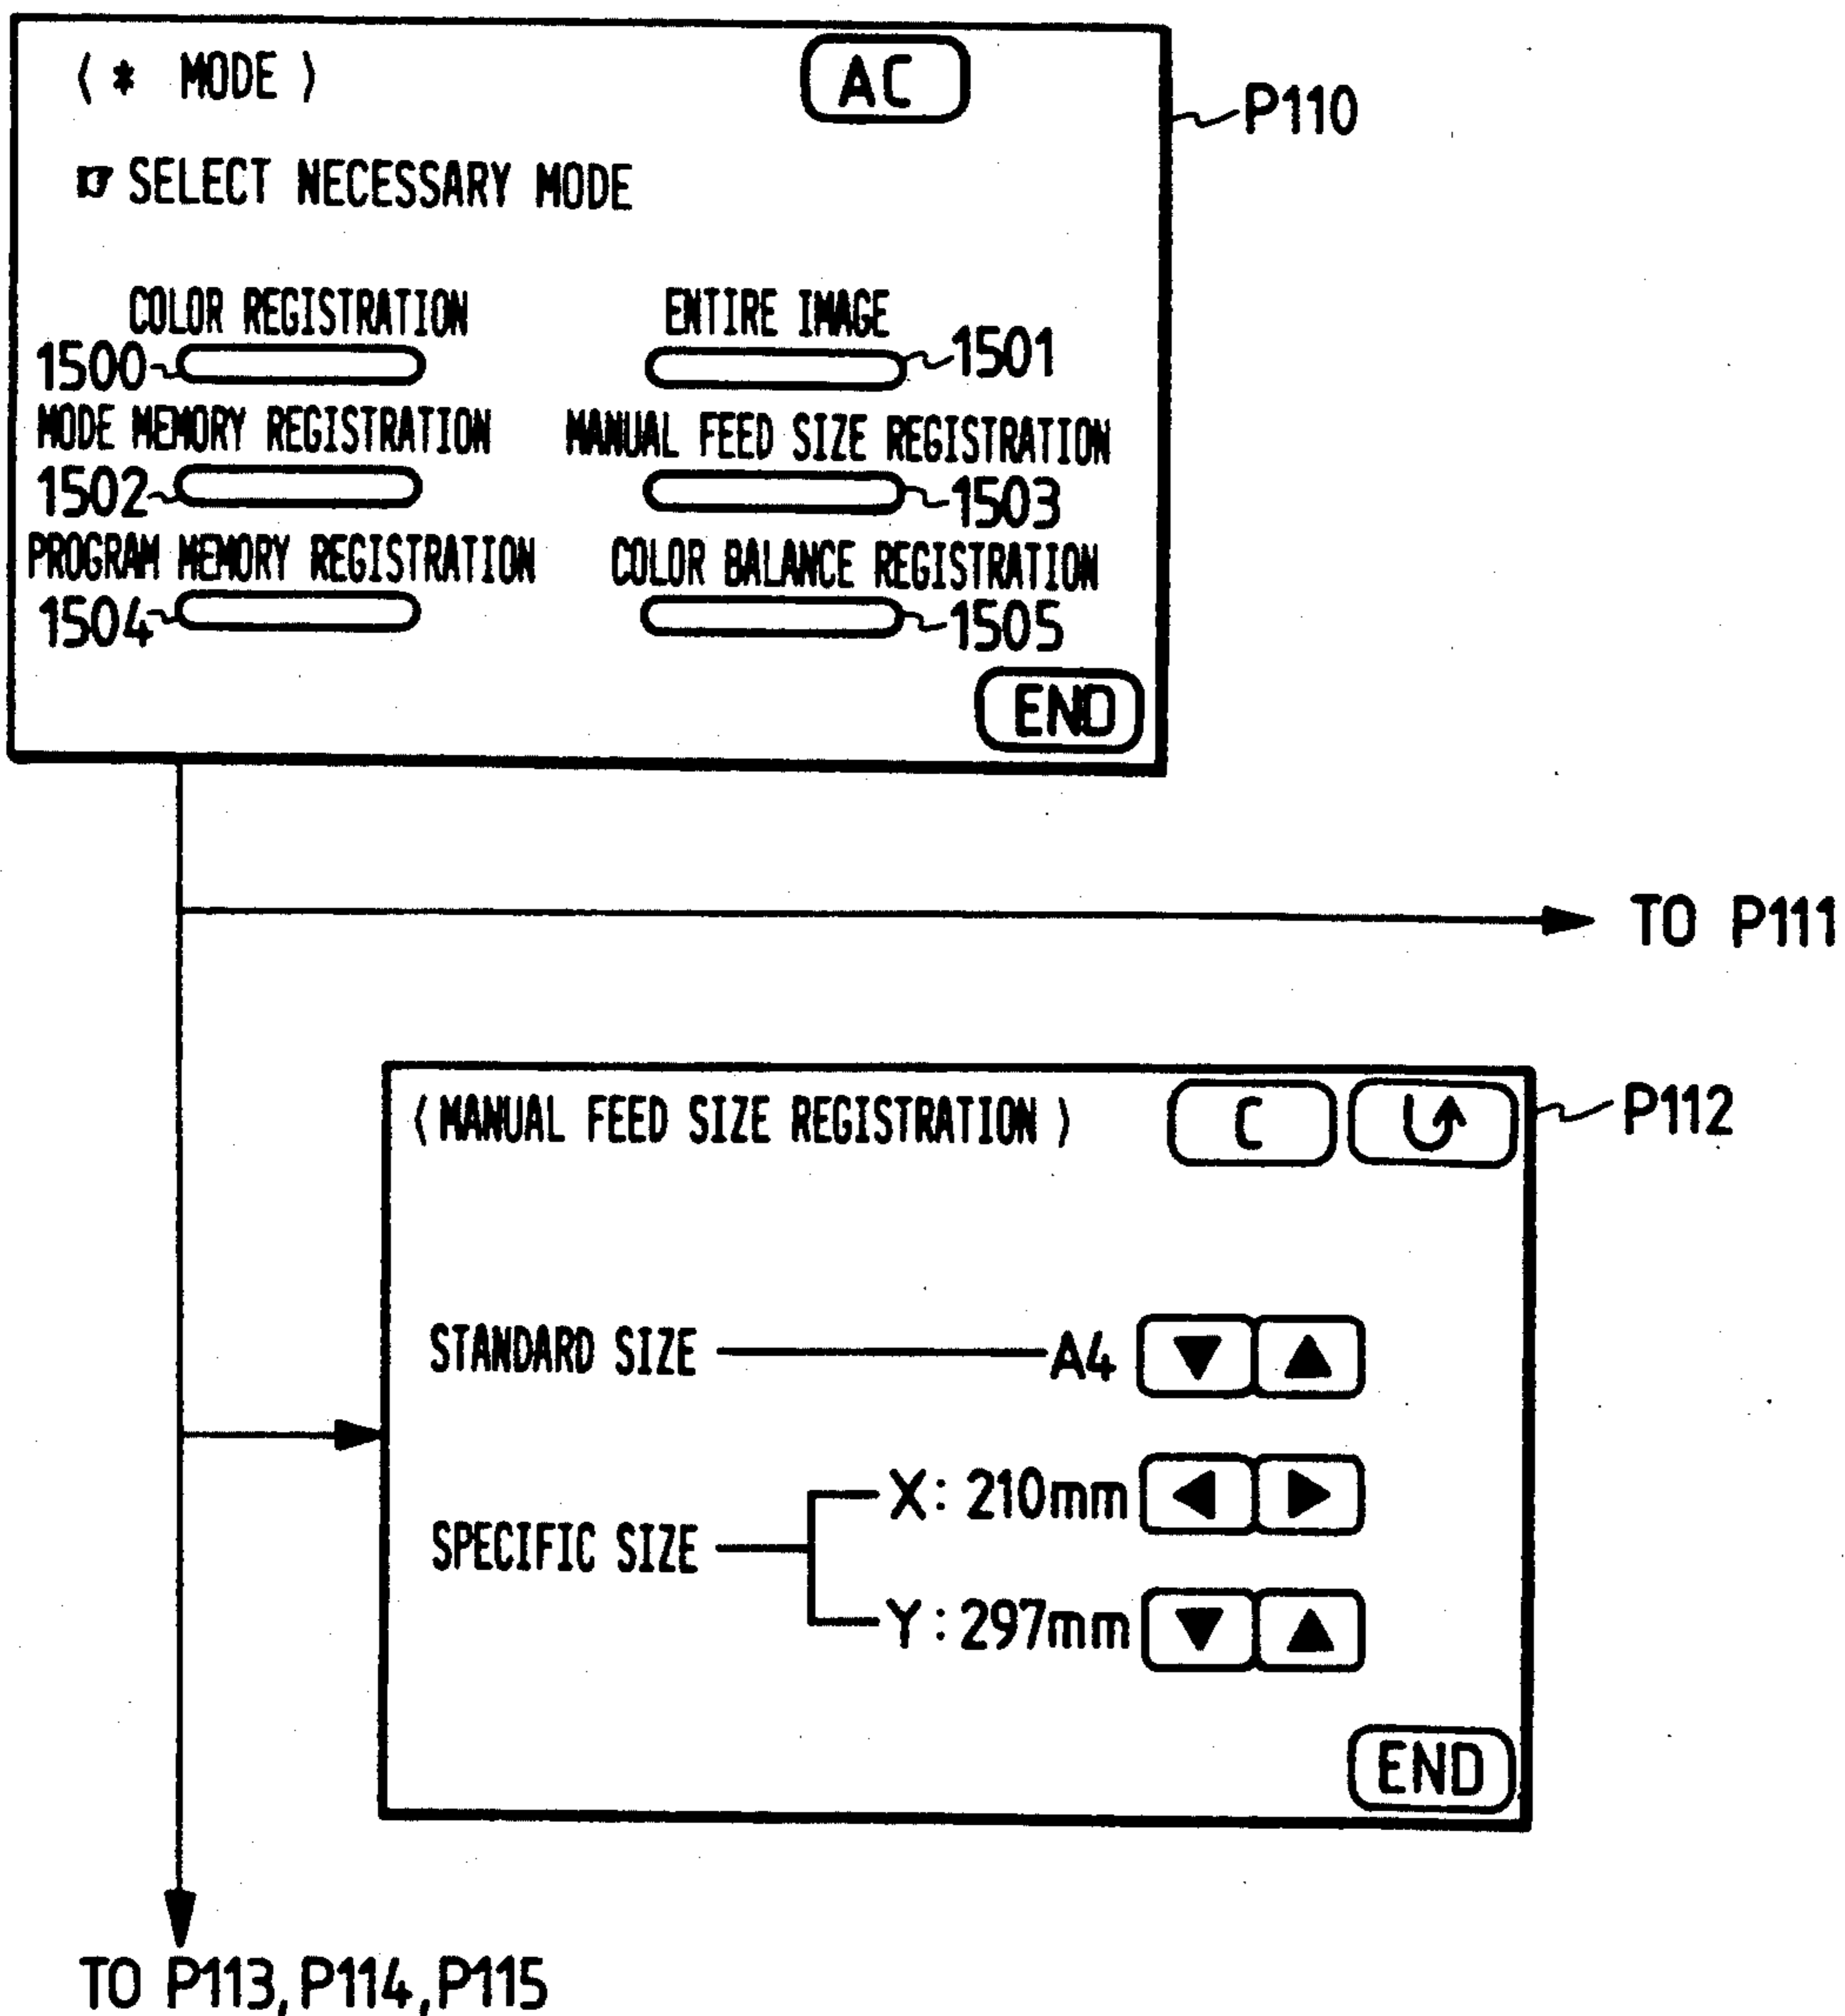 ( * MODE ) AC
P110
☞ SELECT NECESSARY MODE
COLOR REGISTRATION ENTIRE IMAGE
1500 1501
MODE MEMORY REGISTRATION MANUAL FEED SIZE REGISTRATION
1502 1503
PROGRAM MEMORY REGISTRATION COLOR BALANCE REGISTRATION
1504 1505
END
TO P111
( MANUAL FEED SIZE REGISTRATION ) C
P112
STANDARD SIZE A4 ▼ ▲
X: 210mm ◀ ▶
SPECIFIC SIZE
Y: 297mm ▼ ▲
END
TO P113, P114, P115